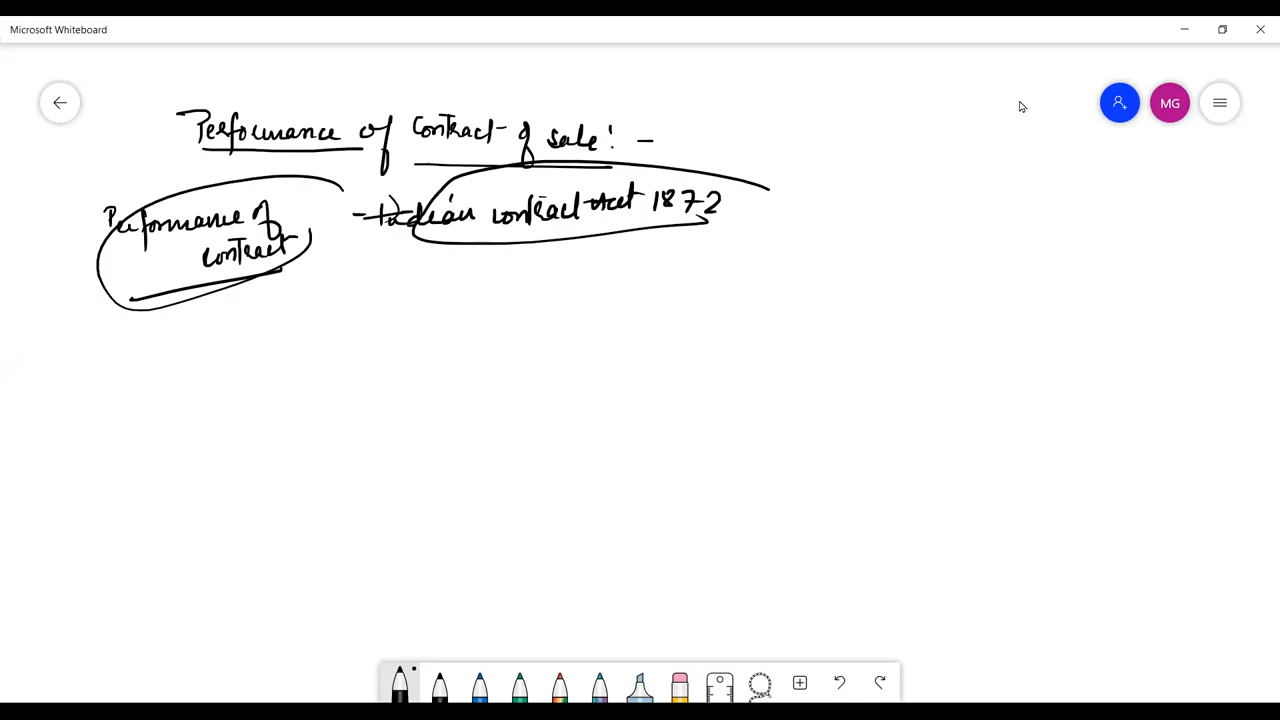 Microsoft Whiteboard
MG
Performance of contract of sale: -
Performance of
contract
- Indian contract act 1872